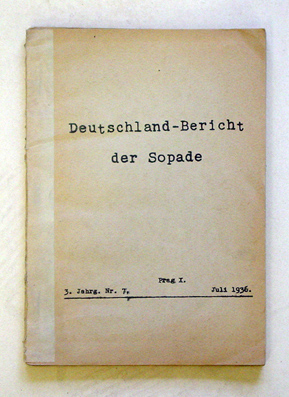 Deutschland-Bericht
der Sopade
Prag I.
3. Jahrg. Nr. 7. Juli 1936.